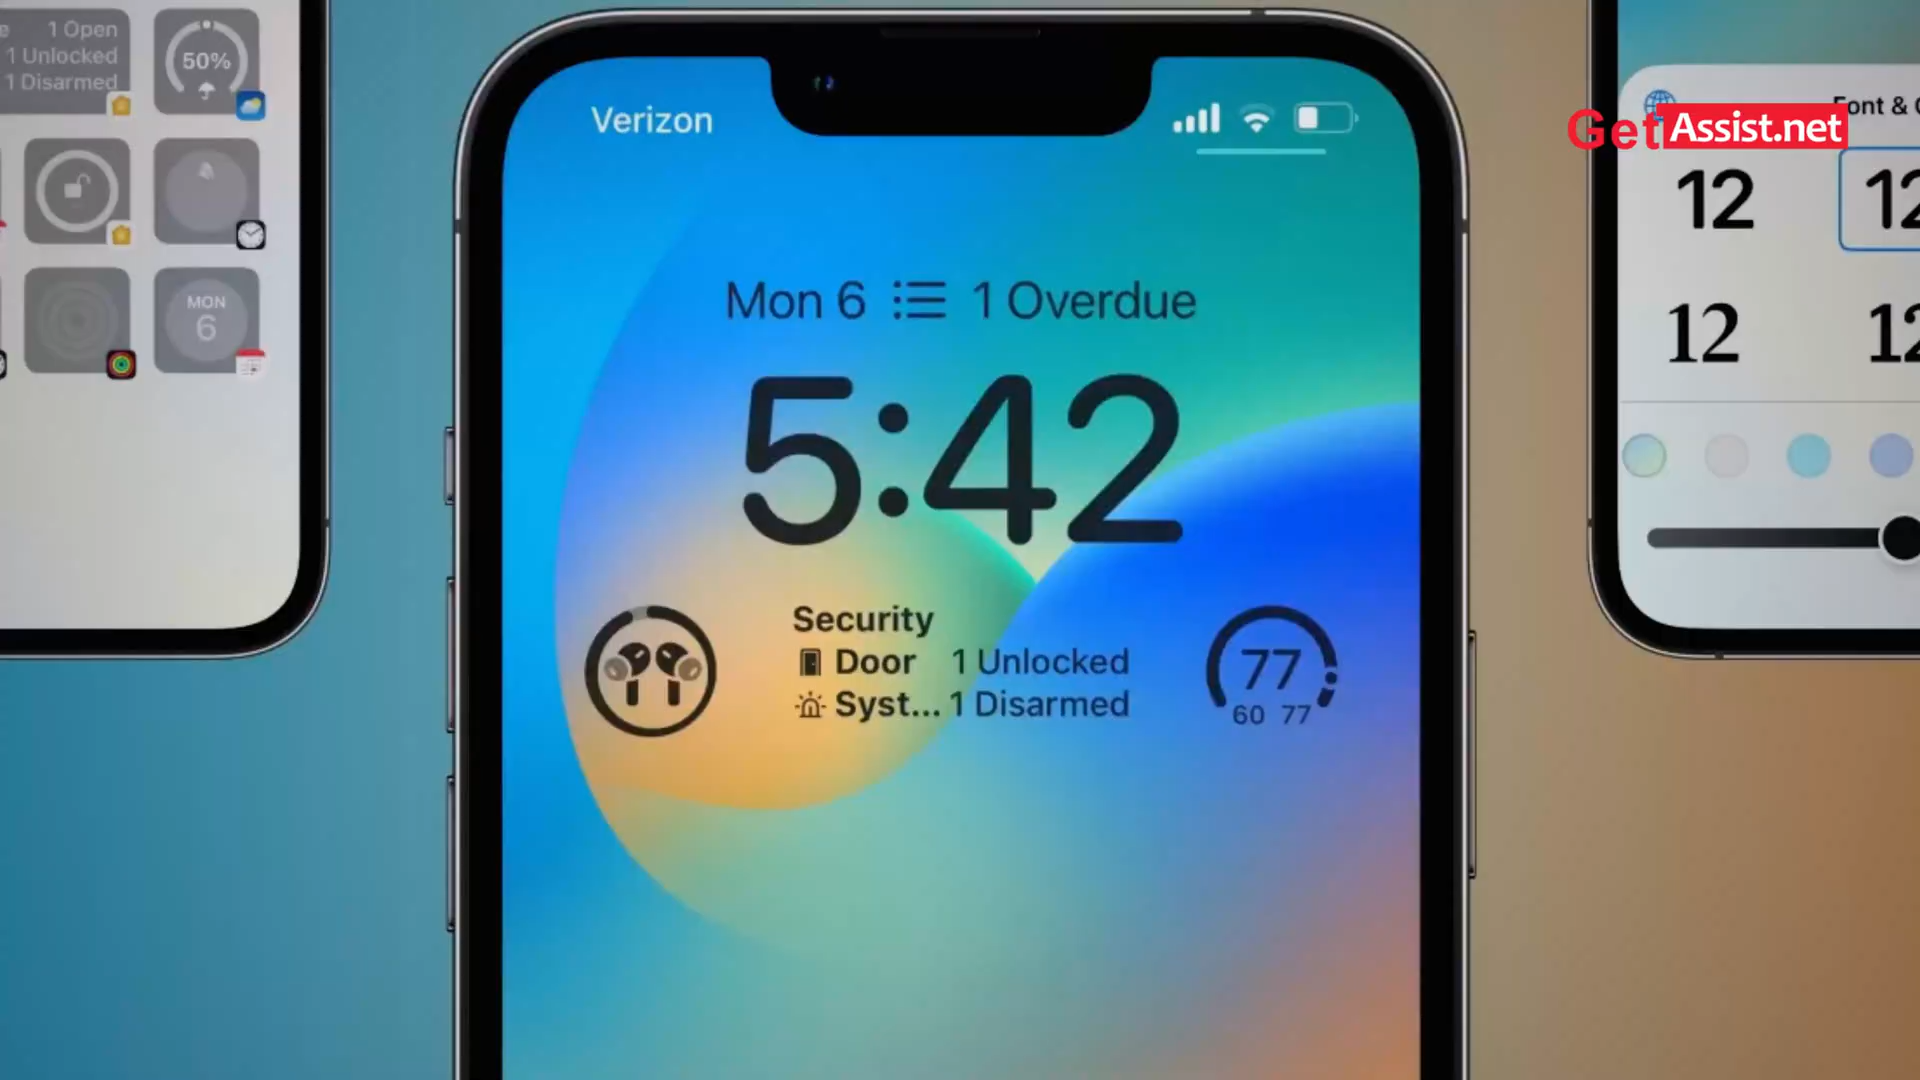 1 Open
1 Unlocked
1 Disarmed
50%
MON
6
Verizon
Mon 6 1 Overdue
5:42
Security
Door 1 Unlocked
Syst... 1 Disarmed
77
60 77
Font &
GetAssist.net
12 12
12 12